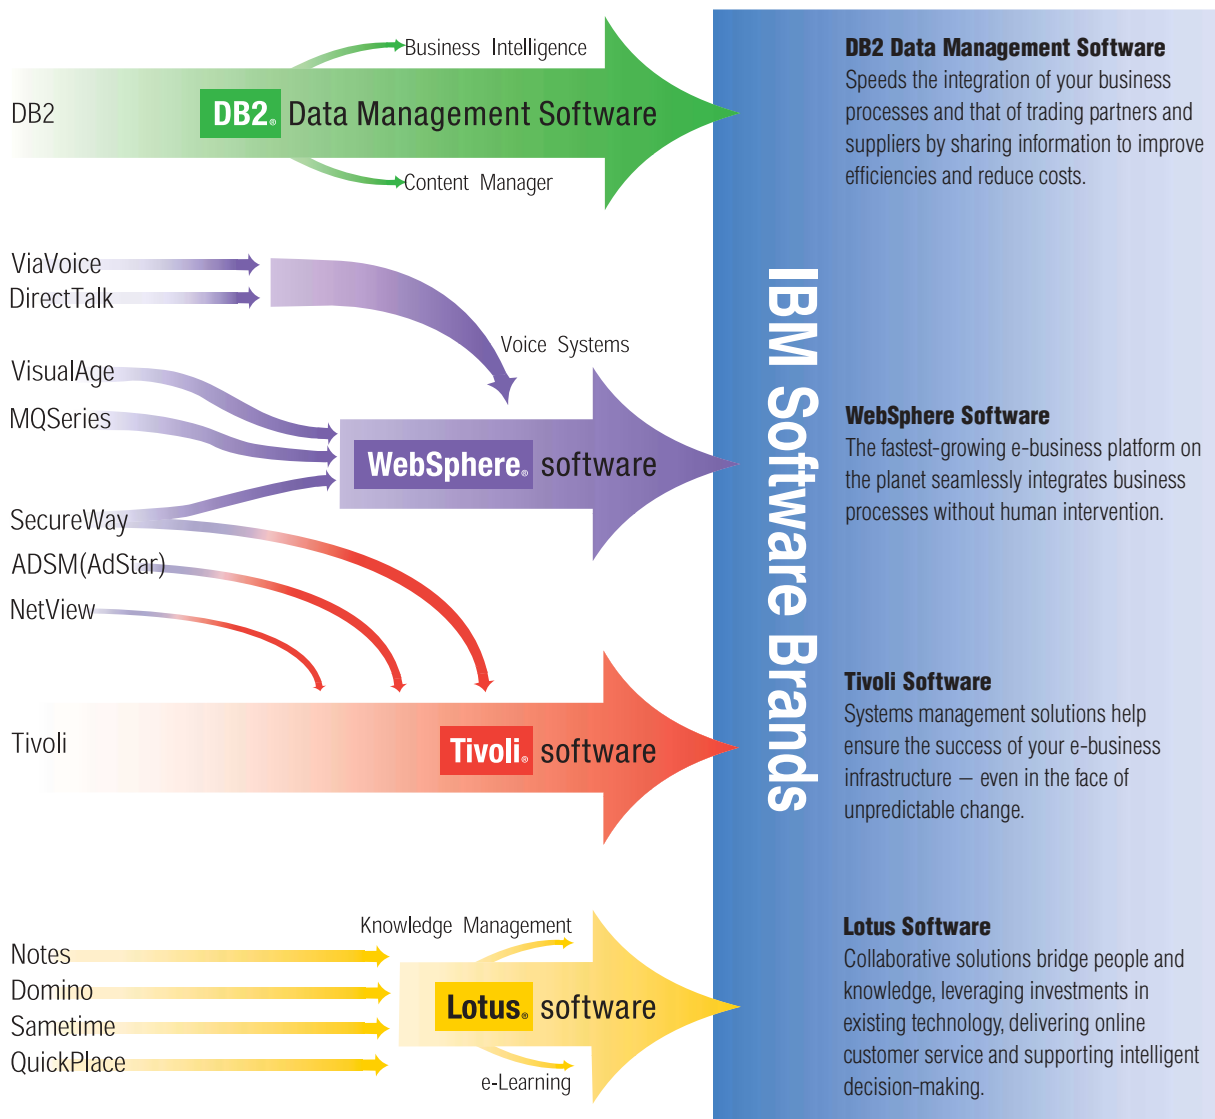 Business Intelligence
DB2
DB2® Data Management Software
Content Manager
ViaVoice
DirectTalk
Voice Systems
VisualAge
MQSeries
WebSphere® software
SecureWay
ADSM(AdStar)
NetView
Tivoli
Tivoli® software
Knowledge Management
Notes
Domino
Sametime
QuickPlace
Lotus® software
e-Learning
IBM Software Brands
DB2 Data Management Software
Speeds the integration of your business
processes and that of trading partners and
suppliers by sharing information to improve
efficiencies and reduce costs.
WebSphere Software
The fastest-growing e-business platform on
the planet seamlessly integrates business
processes without human intervention.
Tivoli Software
Systems management solutions help
ensure the success of your e-business
infrastructure — even in the face of
unpredictable change.
Lotus Software
Collaborative solutions bridge people and
knowledge, leveraging investments in
existing technology, delivering online
customer service and supporting intelligent
decision-making.